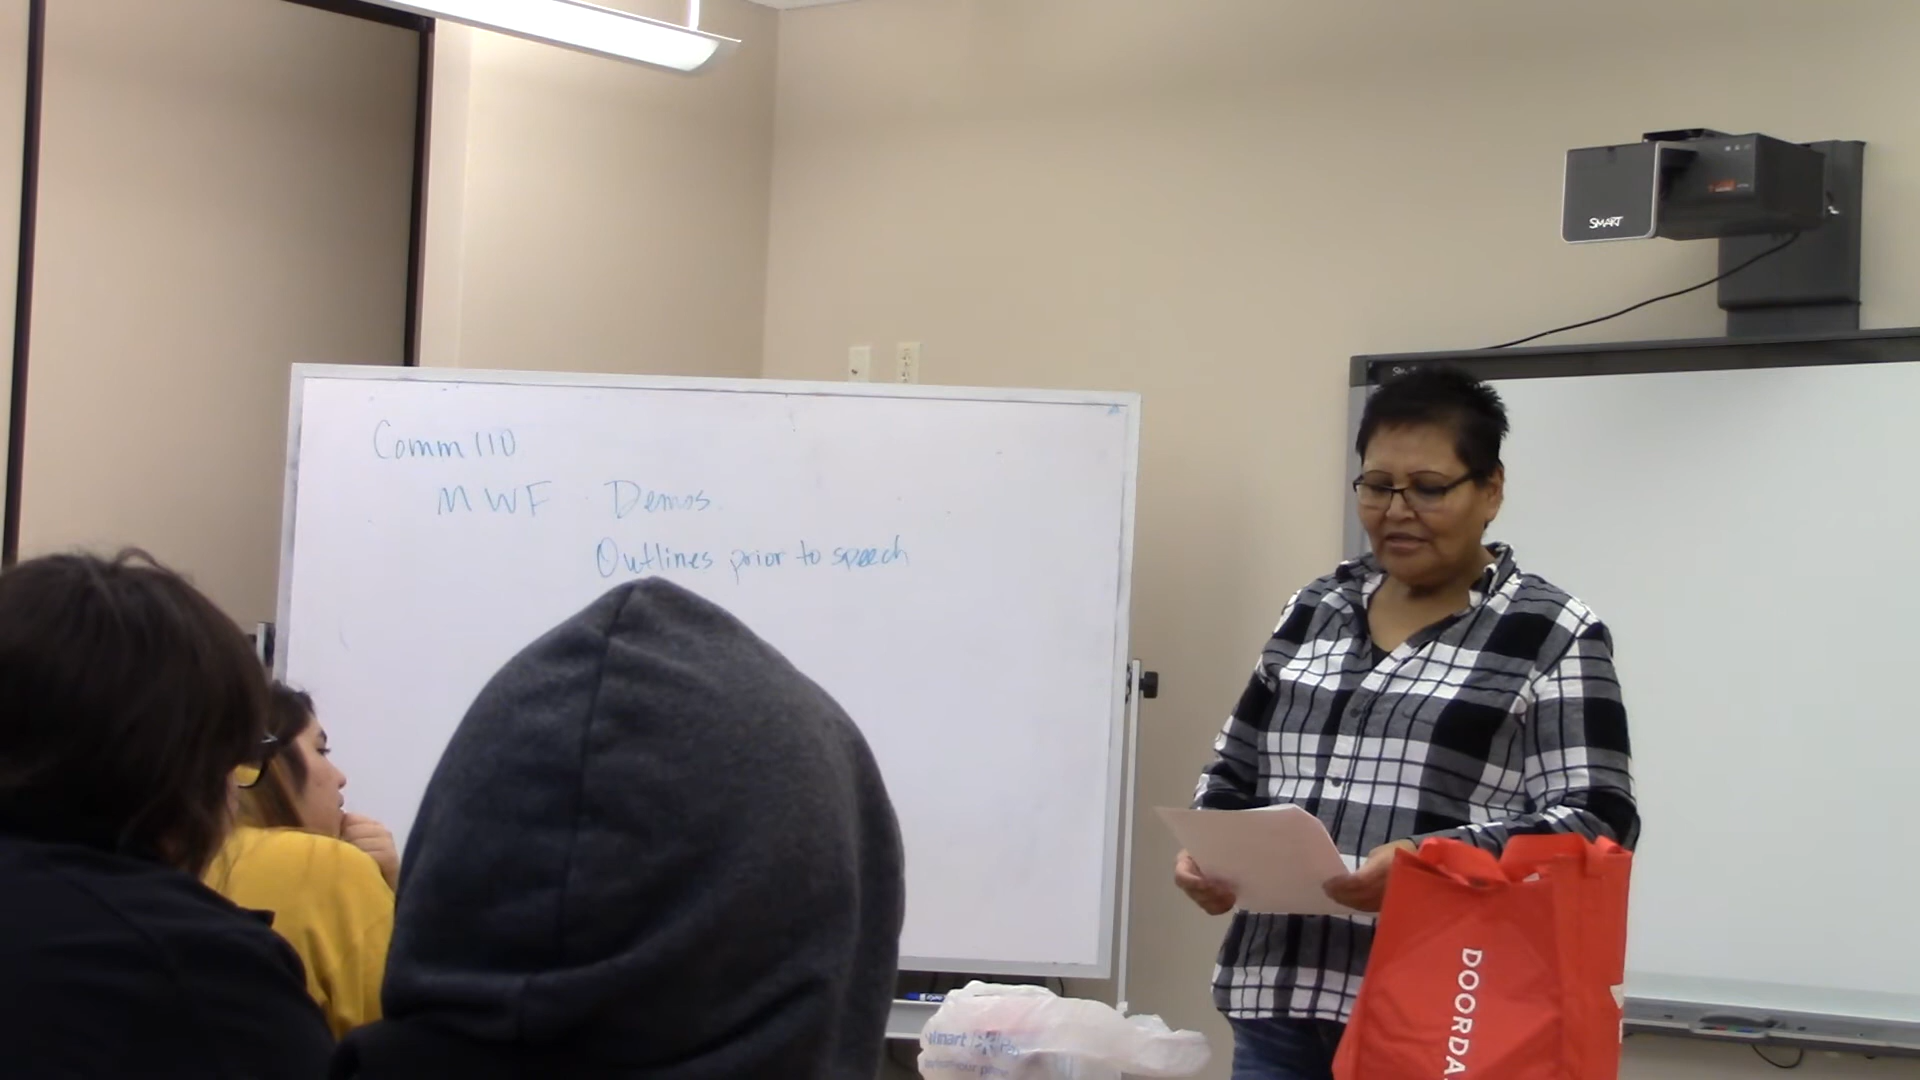 Comm 110
MWF Demos
Outlines prior to speech
SMART
DOORDA